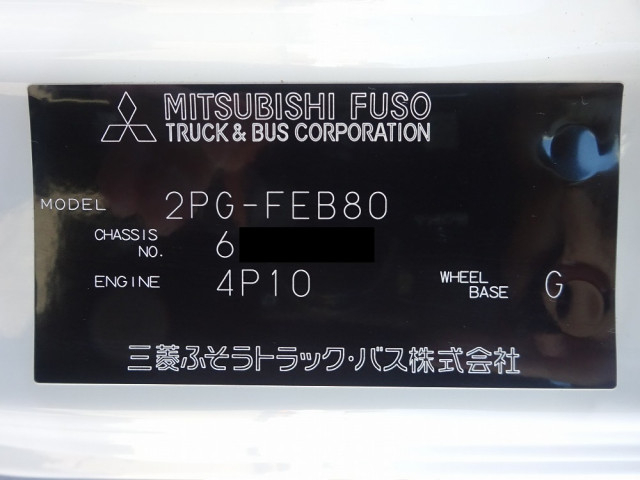 MITSUBISHI FUSO
TRUCK & BUS CORPORATION
MODEL 2PG-FEB80
CHASSIS NO. 6
ENGINE 4P10 WHEEL BASE G
三菱ふそうトラック・バス株式会社